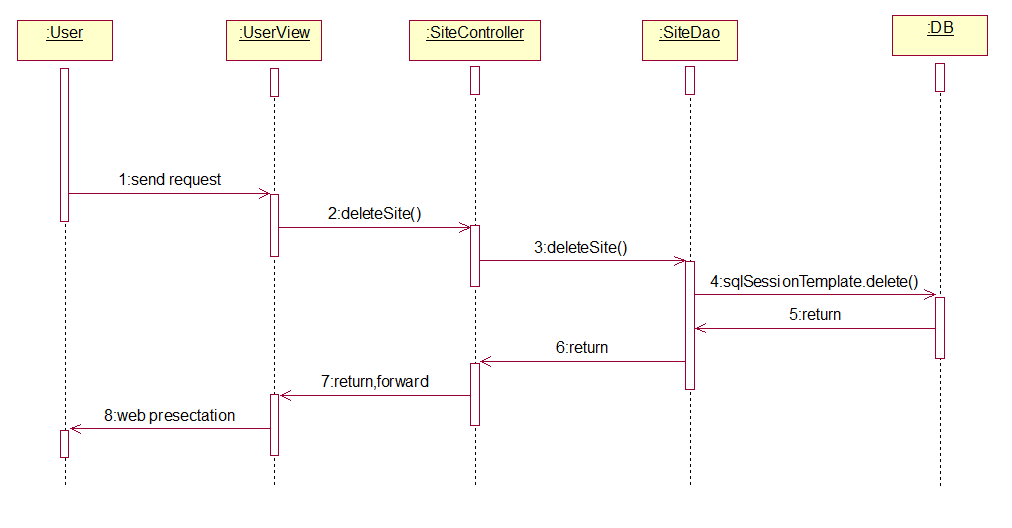 :User
:UserView
:SiteController
:SiteDao
:DB
1:send request
2:deleteSite()
3:deleteSite()
4:sqlSessionTemplate.delete()
5:return
6:return
7:return,forward
8:web presectation